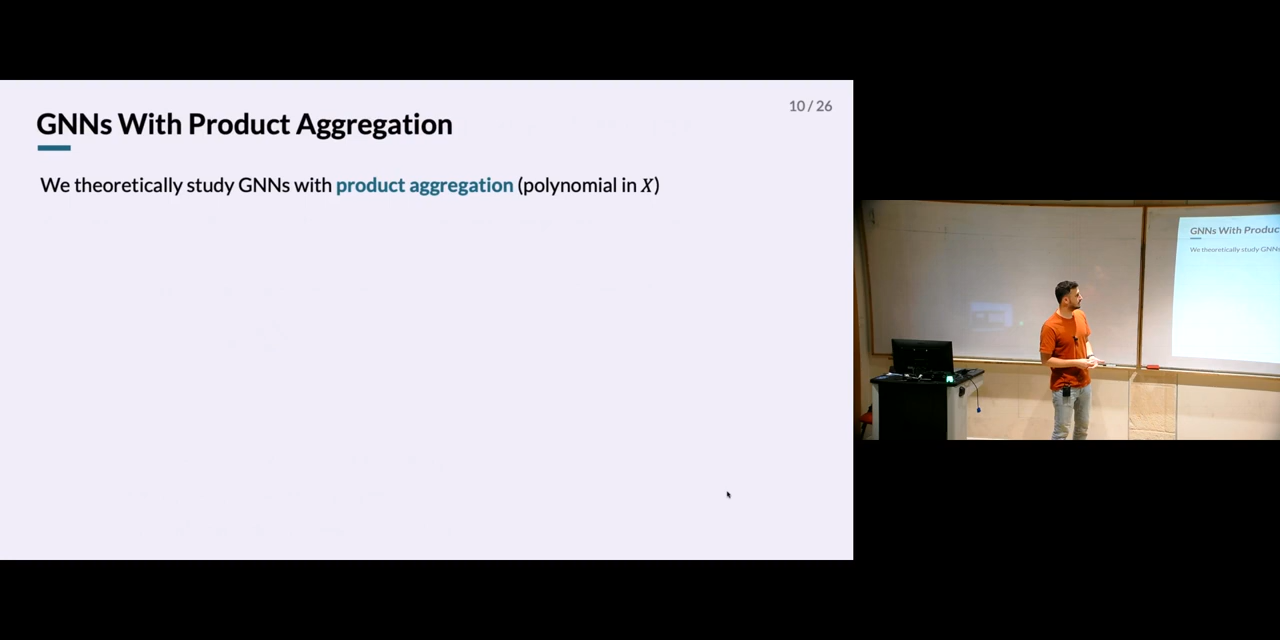 10 / 26
GNNs With Product Aggregation
We theoretically study GNNs with product aggregation (polynomial in X)
GNNs With Produc
We theoretically study GNNs